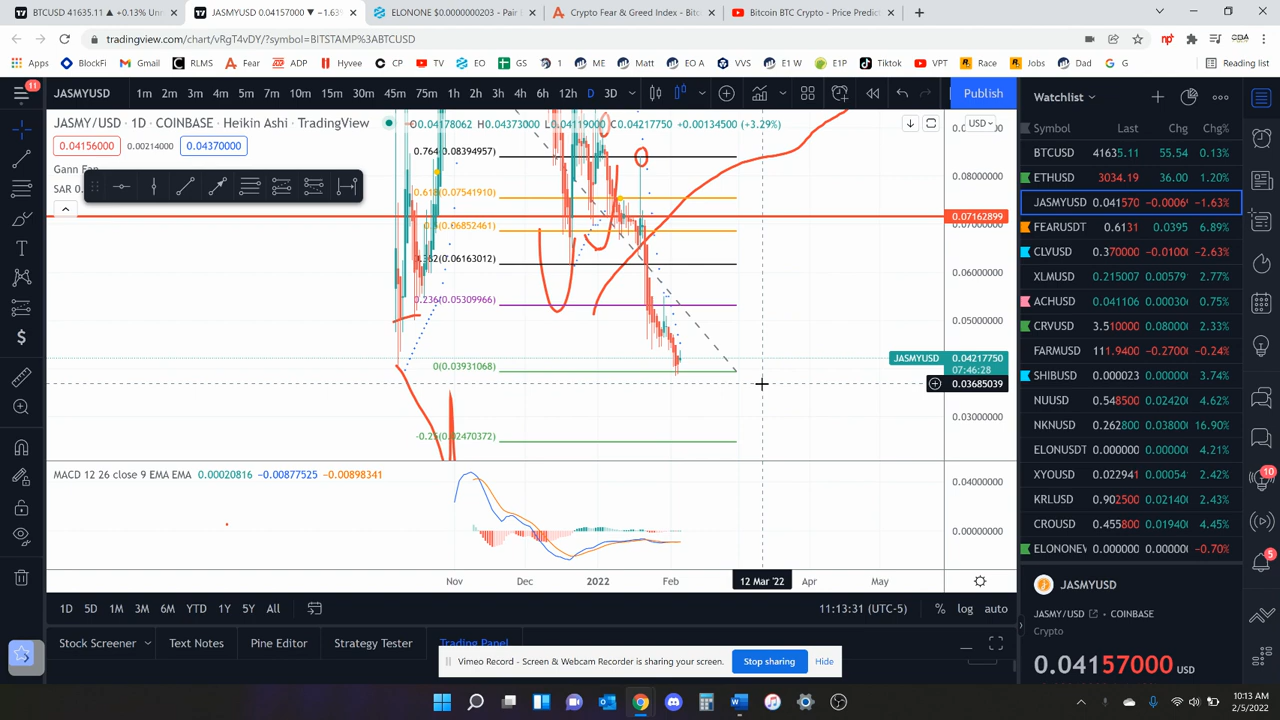 BTCUSD 41635.11 ▲ +0.13% Unn
JASMYUSD 0.04157000 ▼ −1.63%
ELONONE $0.0000000203 - Pair E
Crypto Fear & Greed Index - Bitc
Bitcoin BTC Crypto - Price Predict
tradingview.com/chart/vRgT4vDY/?symbol=BITSTAMP%3ABTCUSD
Apps BlockFi Gmail RLMS Fear ADP Hyvee CP TV EO GS 1 ME Matt EO A VVS E1 W E1P Tiktok VPT Race Jobs Dad G Reading list
11 JASMYUSD 1m 2m 3m 4m 5m 7m 10m 15m 30m 45m 75m 1h 2h 3h 4h 6h 12h D 3D Publish
Watchlist
JASMY/USD · 1D · COINBASE · Heikin Ashi · TradingView
O0.04178062 H0.04373000 L0.04119000 C0.04217750 +0.00134500 (+3.29%)
USD
0.04156000 0.00214000 0.04370000
Gann Fan
SAR 0.
0.764(0.08394957)
0.618(0.07541910)
0.5(0.06852461)
0.382(0.06163012)
0.236(0.05309966)
0(0.03931068)
-0.25(0.02470372)
0.08000000
0.07162899
0.06000000
0.05000000
JASMYUSD 0.04217750
07:46:28
0.03685039
0.03000000
MACD 12 26 close 9 EMA EMA 0.00020816 −0.00877525 −0.00898341
0.04000000
0.00000000
Nov Dec 2022 Feb 12 Mar '22 Apr May
1D 5D 1M 3M 6M YTD 1Y 5Y All
11:13:31 (UTC-5) % log auto
Stock Screener Text Notes Pine Editor Strategy Tester Trading Panel
Vimeo Record - Screen & Webcam Recorder is sharing your screen. Stop sharing Hide
Symbol Last Chg Chg%
BTCUSD 41635.11 55.54 0.13%
ETHUSD 3034.19 36.00 1.20%
JASMYUSD 0.041570 −0.0006 −1.63%
FEARUSDT 0.6131 0.0395 6.89%
CLVUSD 0.370000 −0.01000 −2.63%
XLMUSD 0.215007 0.00579 2.77%
ACHUSD 0.041106 0.00030 0.75%
CRVUSD 3.510000 0.08000 2.33%
FARMUSD 111.9400 −0.27000 −0.24%
SHIBUSD 0.000023 0.00000 3.74%
NUUSD 0.548500 0.02420 4.62%
NKNUSD 0.262800 0.03800 16.90%
ELONUSDT 0.000000 0.00000 4.21%
XYOUSD 0.022941 0.00054 2.42%
KRLUSD 0.902500 0.02140 2.43%
CROUSD 0.455800 0.01940 4.45%
ELONONEW 0.000000 0.00000 −0.70%
10
5
JASMYUSD
JASMY / USD · COINBASE
Crypto
0.04157000 USD
10:13 AM
2/5/2022